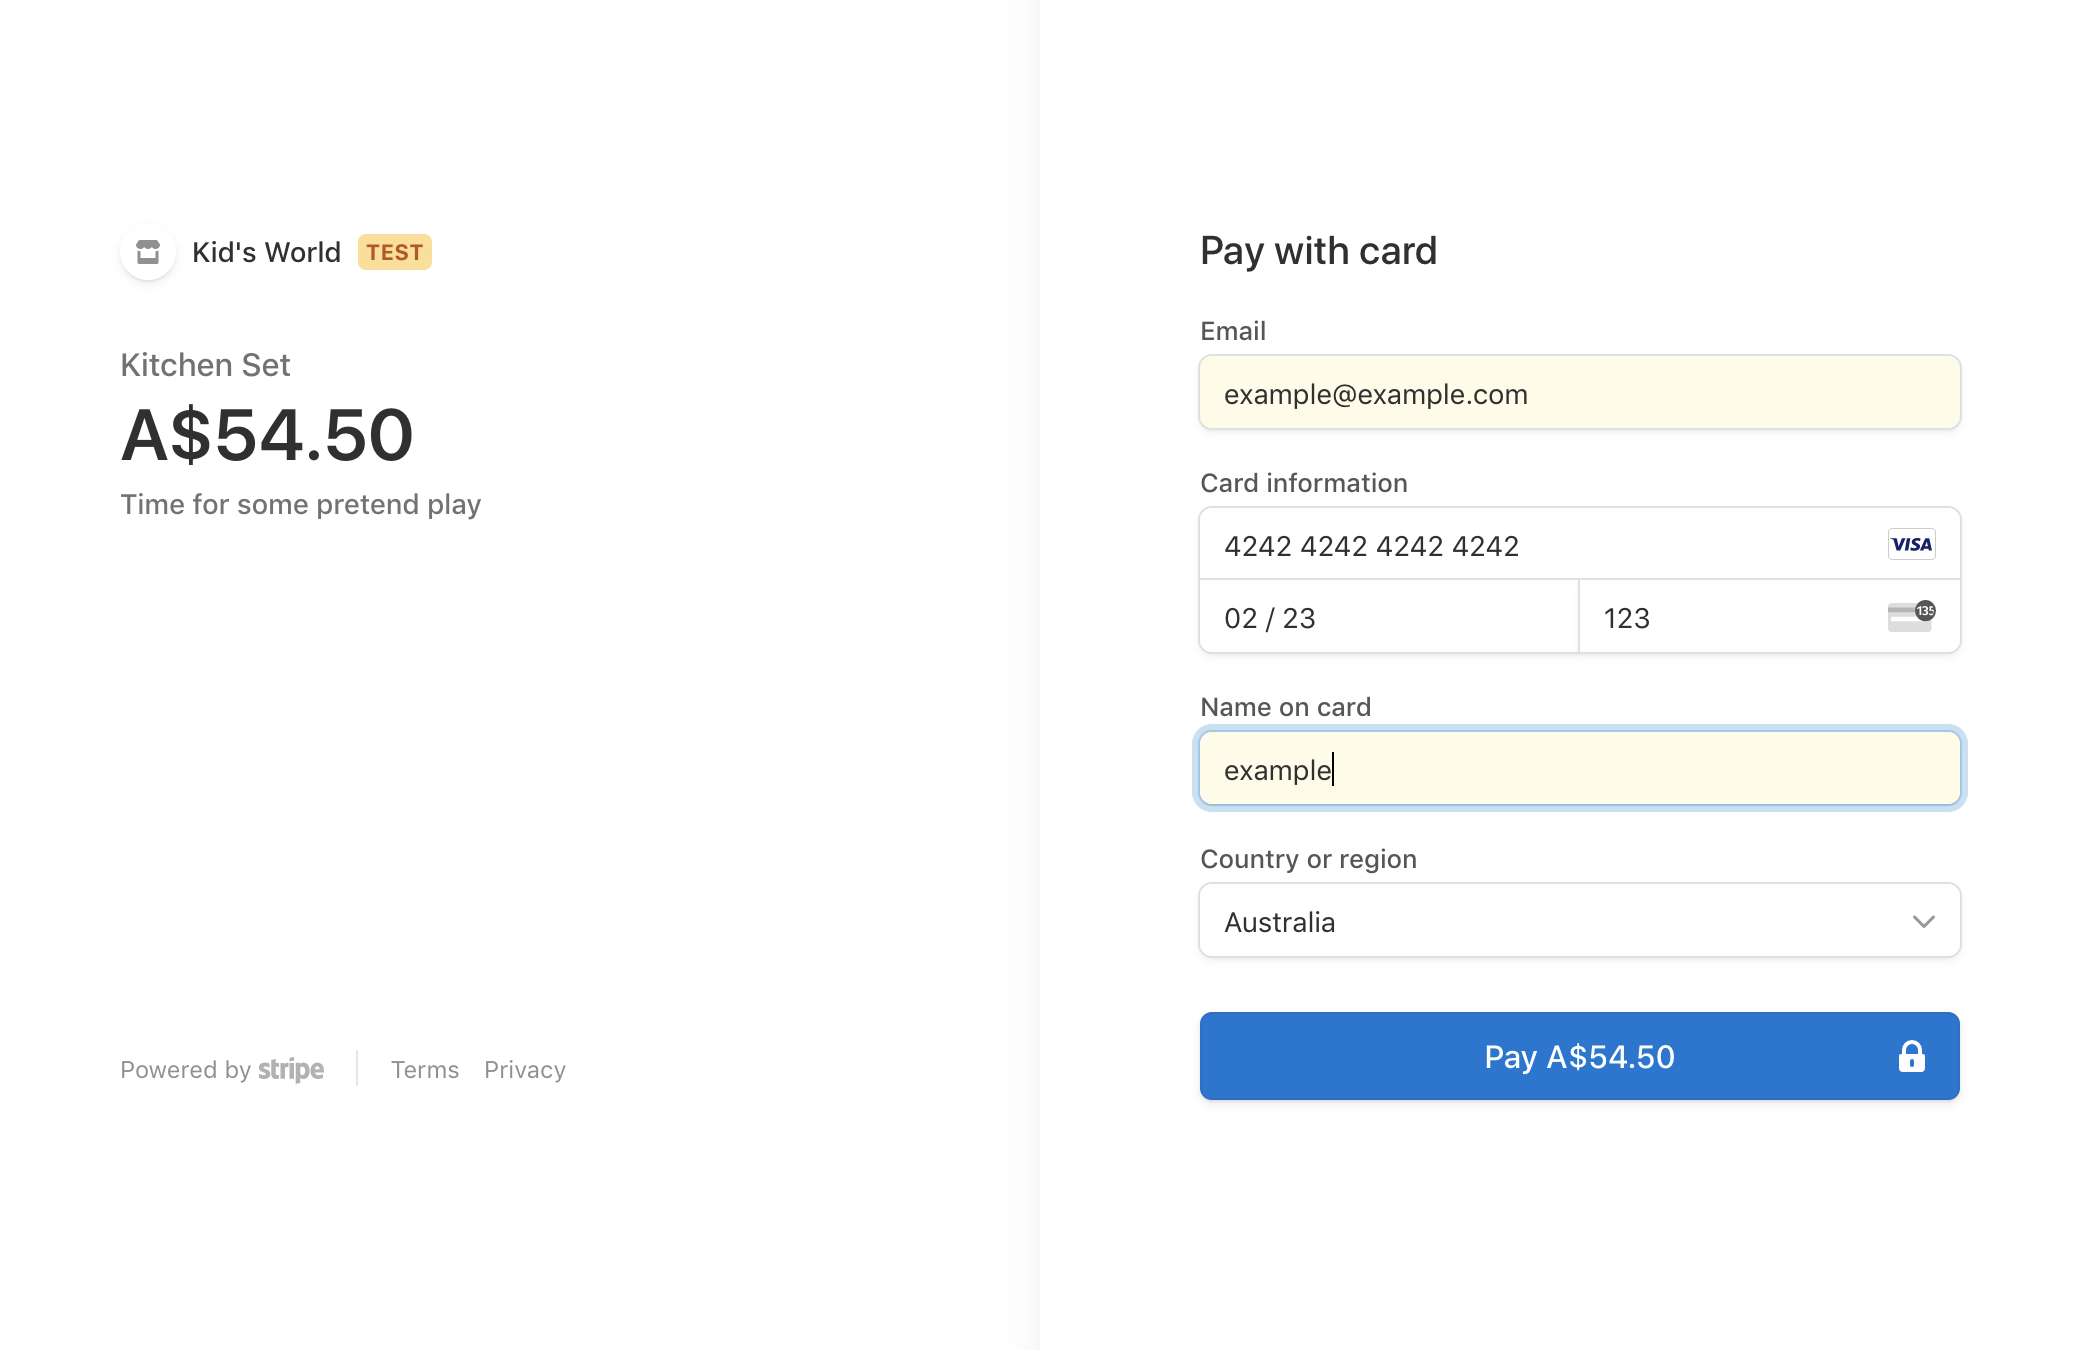 Kid's World TEST
Kitchen Set
A$54.50
Time for some pretend play
Powered by stripe
Terms Privacy
Pay with card
Email
example@example.com
Card information
4242 4242 4242 4242
VISA
02 / 23
123
135
Name on card
example
Country or region
Australia
Pay A$54.50